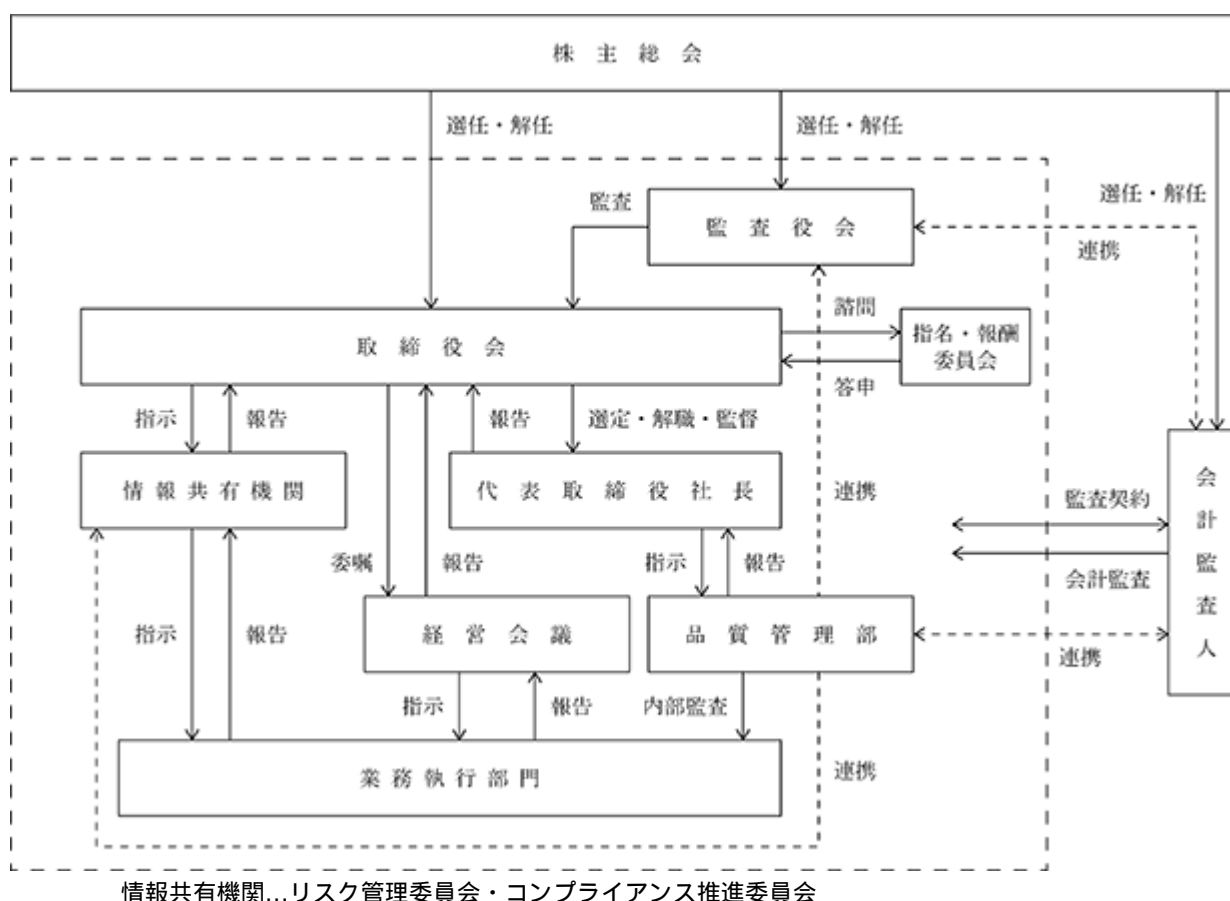 株主総会
選任・解任
選任・解任
選任・解任
監査
監査役会
連携
諮問
取締役会
指名・報酬
委員会
答申
指示
報告
報告
選定・解職・監督
情報共有機関
代表取締役社長
連携
会計監査人
監査契約
委嘱
報告
指示
報告
会計監査
指示
報告
経営会議
品質管理部
連携
指示
報告
内部監査
業務執行部門
連携
情報共有機関…リスク管理委員会・コンプライアンス推進委員会